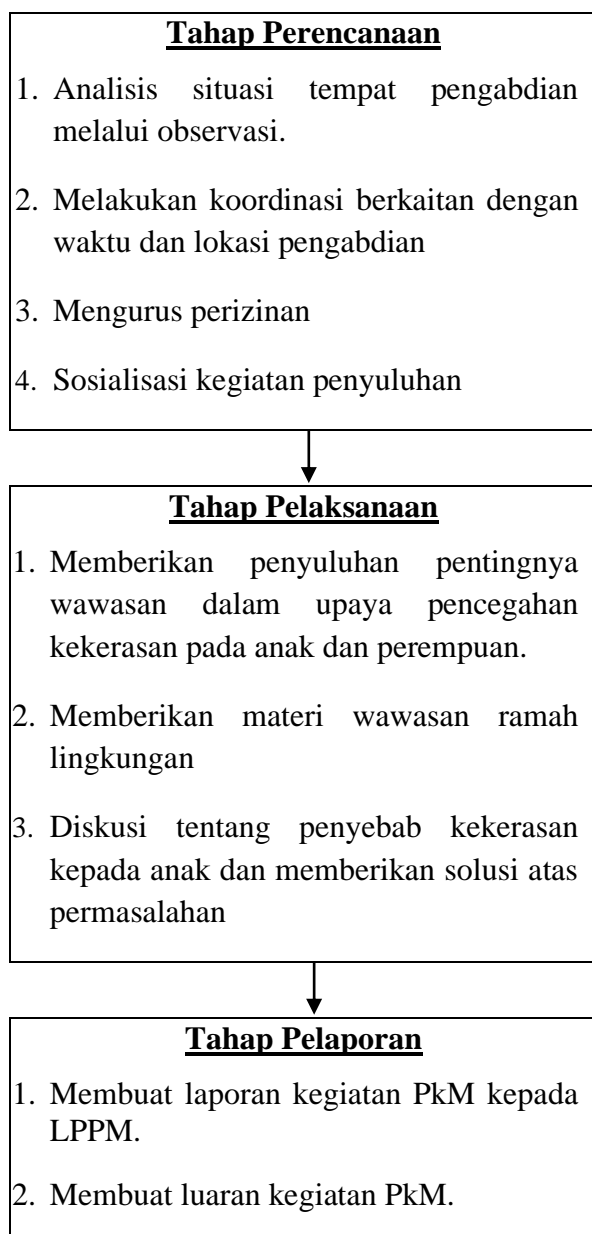 Tahap Perencanaan
1. Analisis situasi tempat pengabdian
melalui observasi.
2. Melakukan koordinasi berkaitan dengan
waktu dan lokasi pengabdian
3. Mengurus perizinan
4. Sosialisasi kegiatan penyuluhan
Tahap Pelaksanaan
1. Memberikan penyuluhan pentingnya
wawasan dalam upaya pencegahan
kekerasan pada anak dan perempuan.
2. Memberikan materi wawasan ramah
lingkungan
3. Diskusi tentang penyebab kekerasan
kepada anak dan memberikan solusi atas
permasalahan
Tahap Pelaporan
1. Membuat laporan kegiatan PkM kepada
LPPM.
2. Membuat luaran kegiatan PkM.